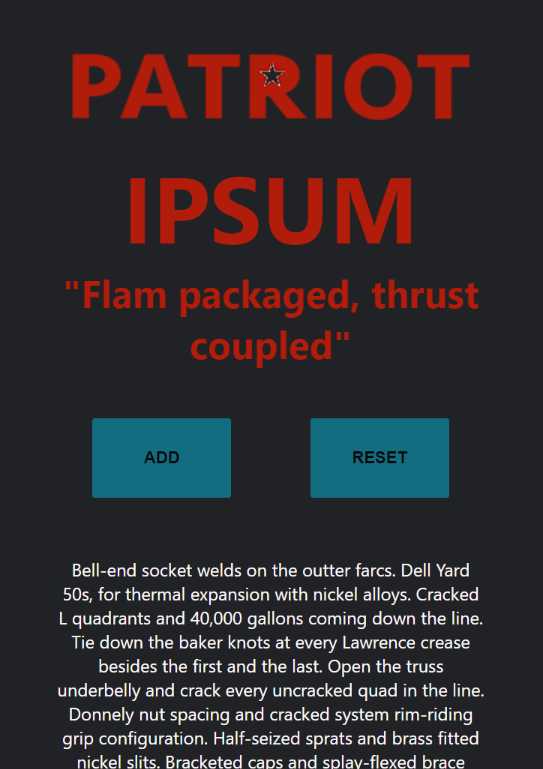 PATRIOT
IPSUM
"Flam packaged, thrust
coupled"
ADD
RESET
Bell-end socket welds on the outter farcs. Dell Yard
50s, for thermal expansion with nickel alloys. Cracked
L quadrants and 40,000 gallons coming down the line.
Tie down the baker knots at every Lawrence crease
besides the first and the last. Open the truss
underbelly and crack every uncracked quad in the line.
Donnely nut spacing and cracked system rim-riding
grip configuration. Half-seized sprats and brass fitted
nickel slits. Bracketed caps and splay-flexed brace